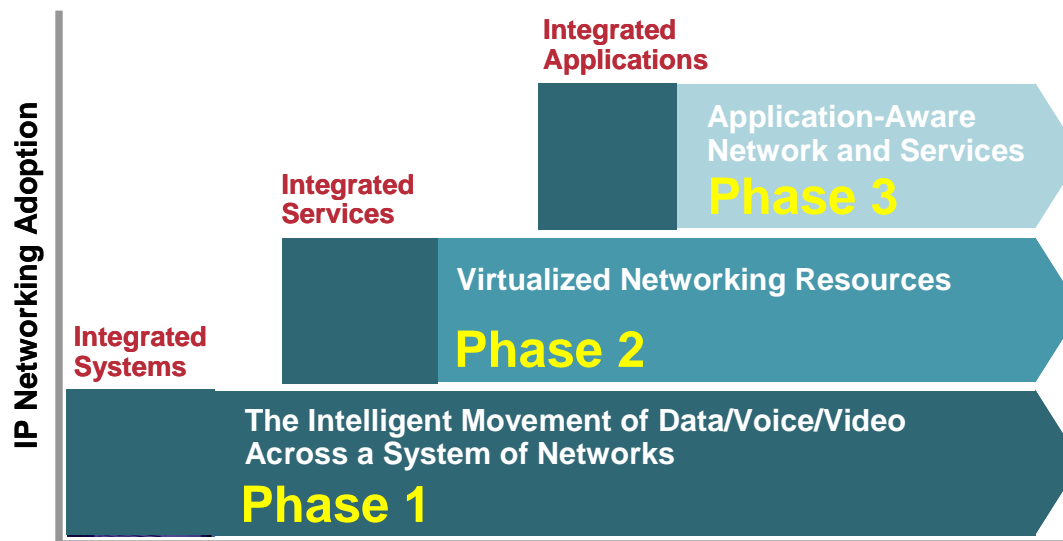 Integrated
Applications
Application-Aware
Network and Services
Phase 3
Integrated
Services
Virtualized Networking Resources
Phase 2
Integrated
Systems
The Intelligent Movement of Data/Voice/Video
Across a System of Networks
Phase 1
IP Networking Adoption